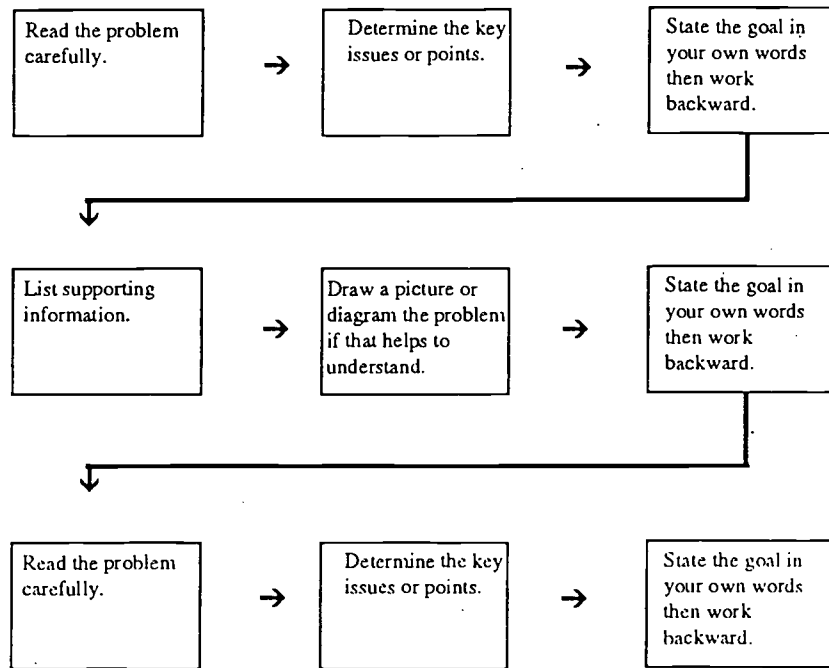 Read the problem
carefully.
Determine the key
issues or points.
State the goal in
your own words
then work
backward.
List supporting
information.
Draw a picture or
diagram the problem
if that helps to
understand.
State the goal in
your own words
then work
backward.
Read the problem
carefully.
Determine the key
issues or points.
State the goal in
your own words
then work
backward.